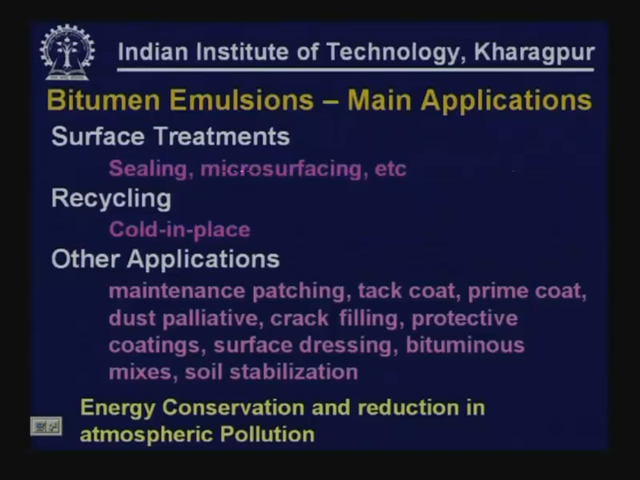 Indian Institute of Technology, Kharagpur
Bitumen Emulsions – Main Applications
Surface Treatments
Sealing, microsurfacing, etc
Recycling
Cold-in-place
Other Applications
maintenance patching, tack coat, prime coat,
dust palliative, crack filling, protective
coatings, surface dressing, bituminous
mixes, soil stabilization
Energy Conservation and reduction in
atmospheric Pollution